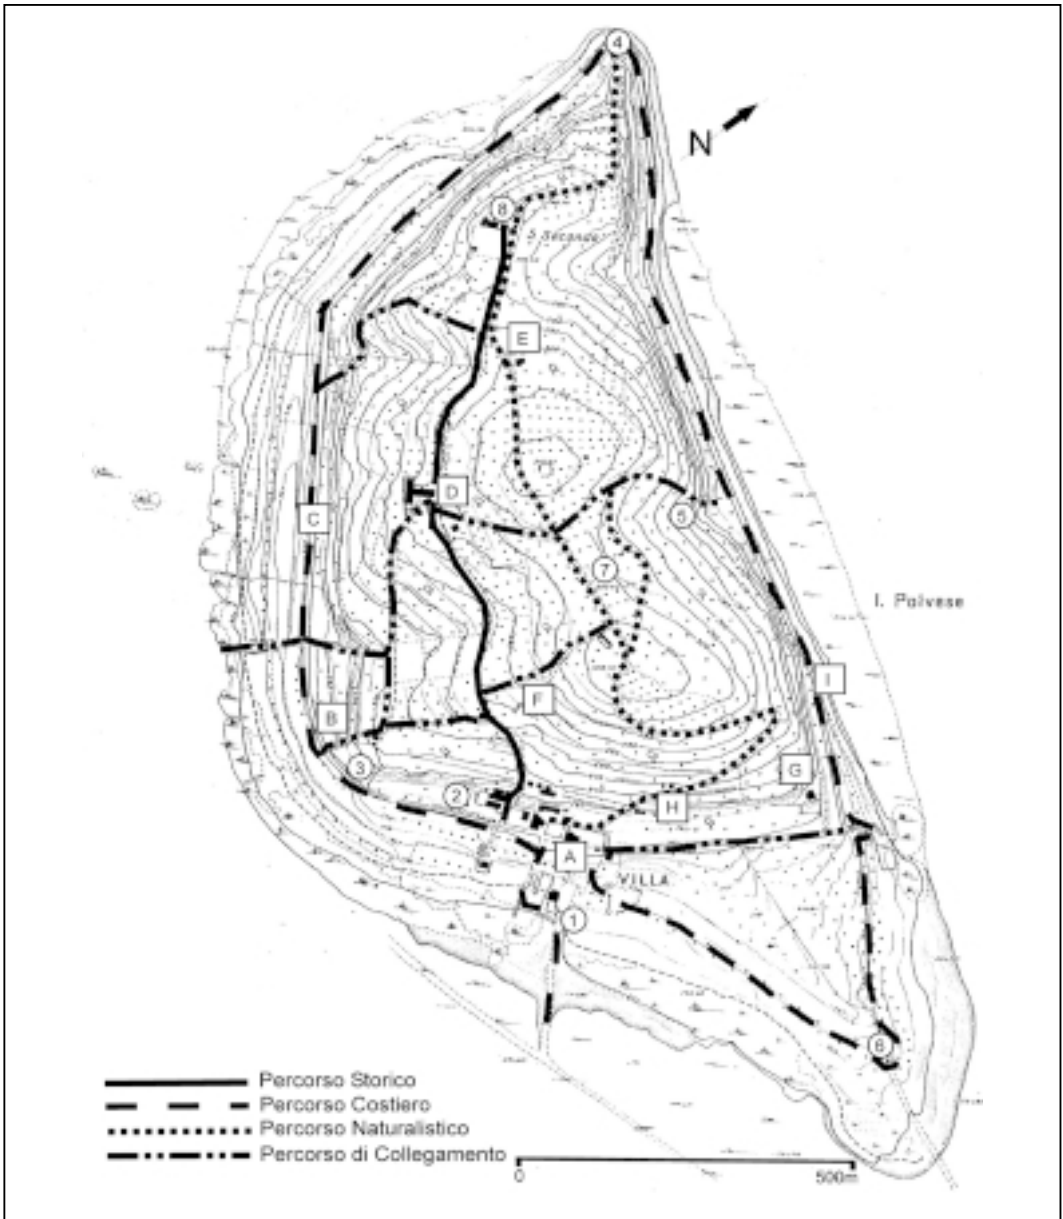 4
N
8
S Secondo
E
D
C
5
7
I. Polvese
I
F
B
G
3
2
H
A
VILLA
1
6
Percorso Storico
Percorso Costiero
Percorso Naturalistico
Percorso di Collegamento
0
500m